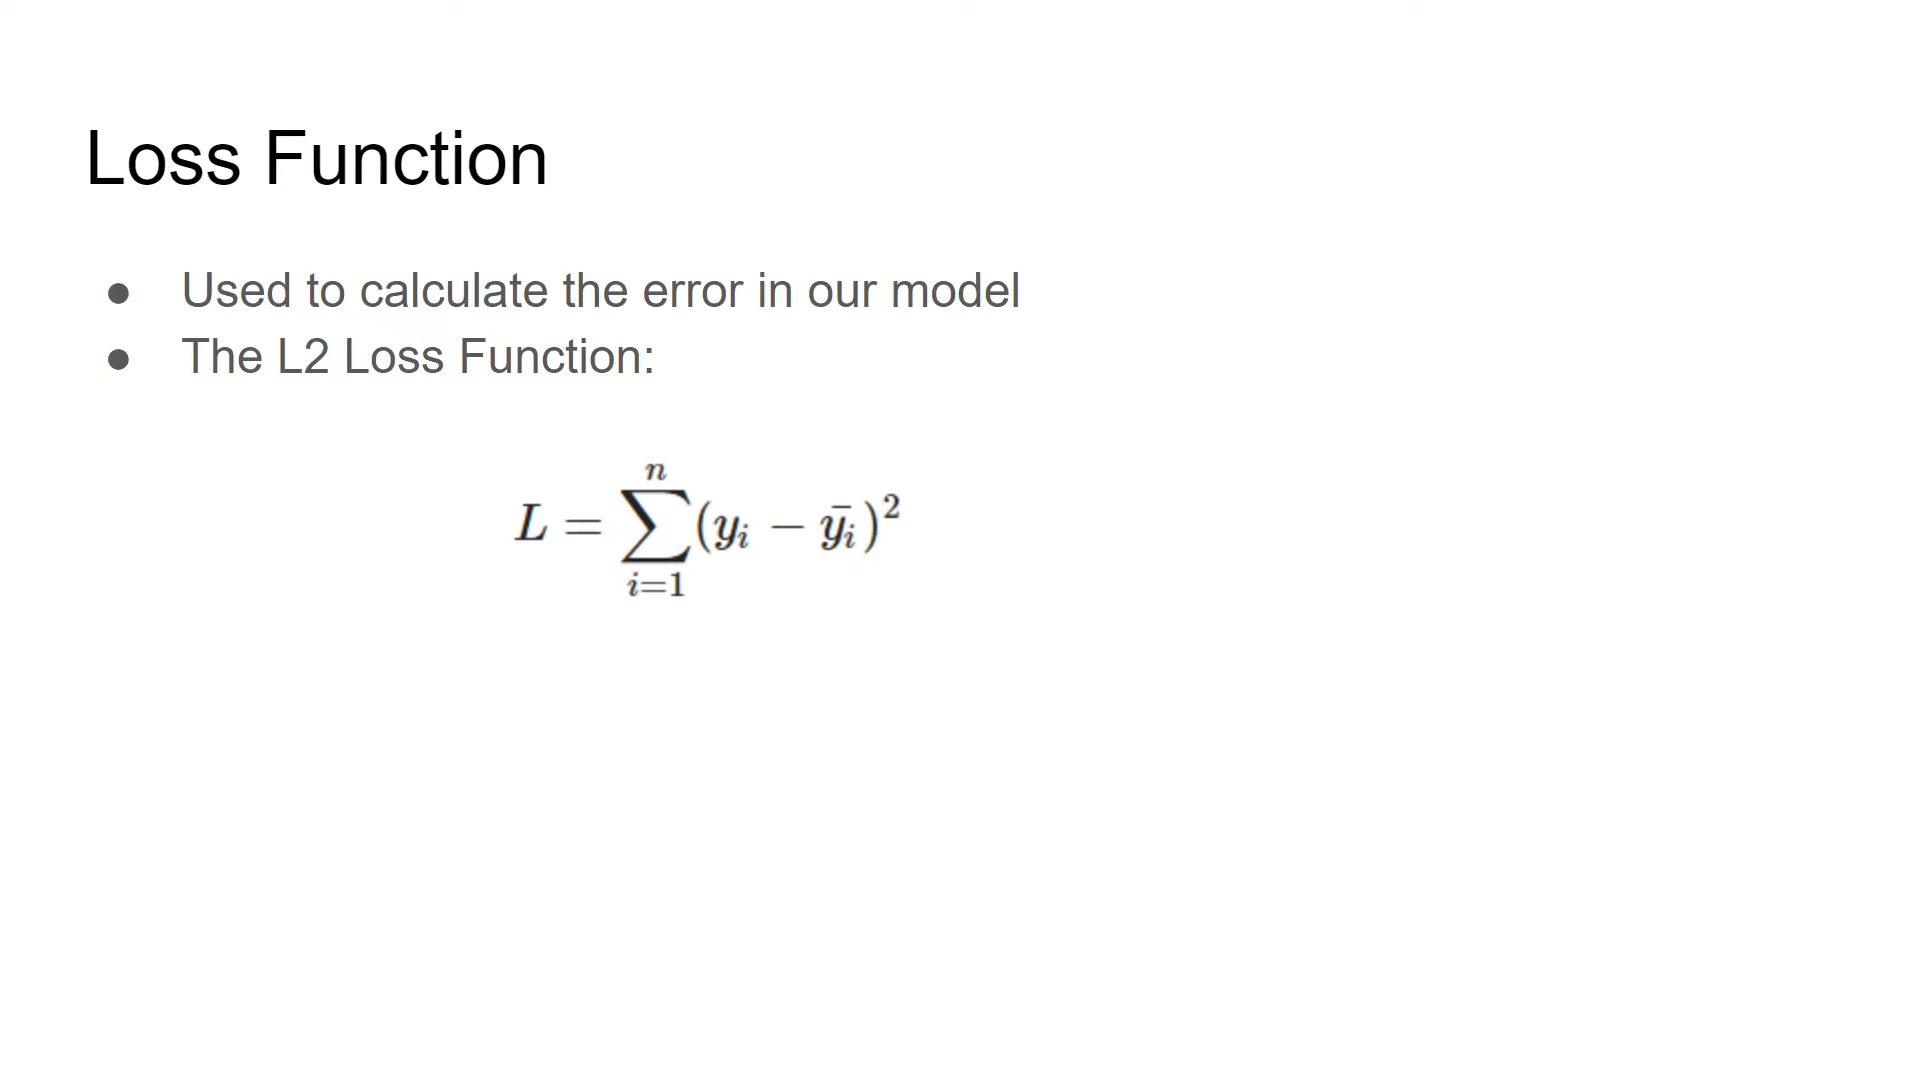 Loss Function
● Used to calculate the error in our model
● The L2 Loss Function:
$L = \sum_{i=1}^{n} (y_i - \bar{y_i})^2$